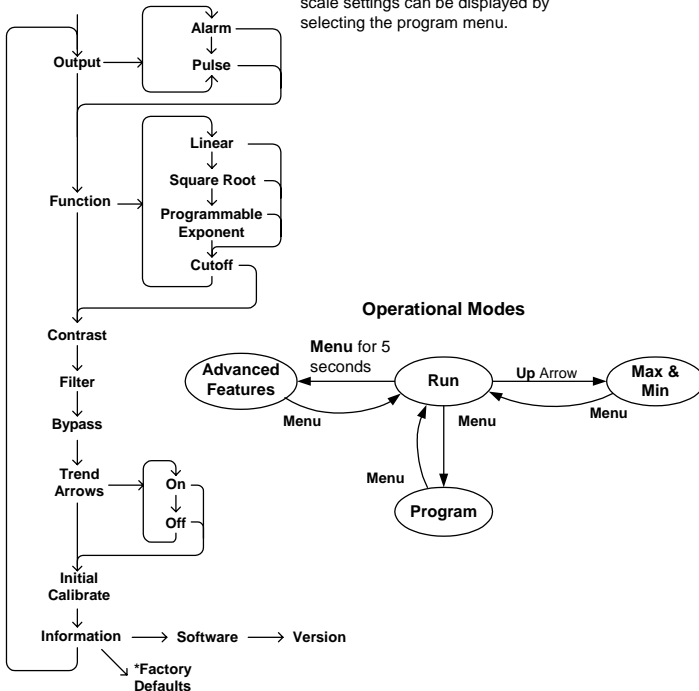 scale settings can be displayed by
selecting the program menu.
Output
Alarm
Pulse
Function
Linear
Square Root
Programmable
Exponent
Cutoff
Contrast
Filter
Bypass
Trend
Arrows
On
Off
Initial
Calibrate
Information
Software
Version
*Factory
Defaults
Operational Modes
Menu for 5
seconds
Advanced
Features
Run
Up Arrow
Max &
Min
Menu
Menu
Menu
Menu
Program